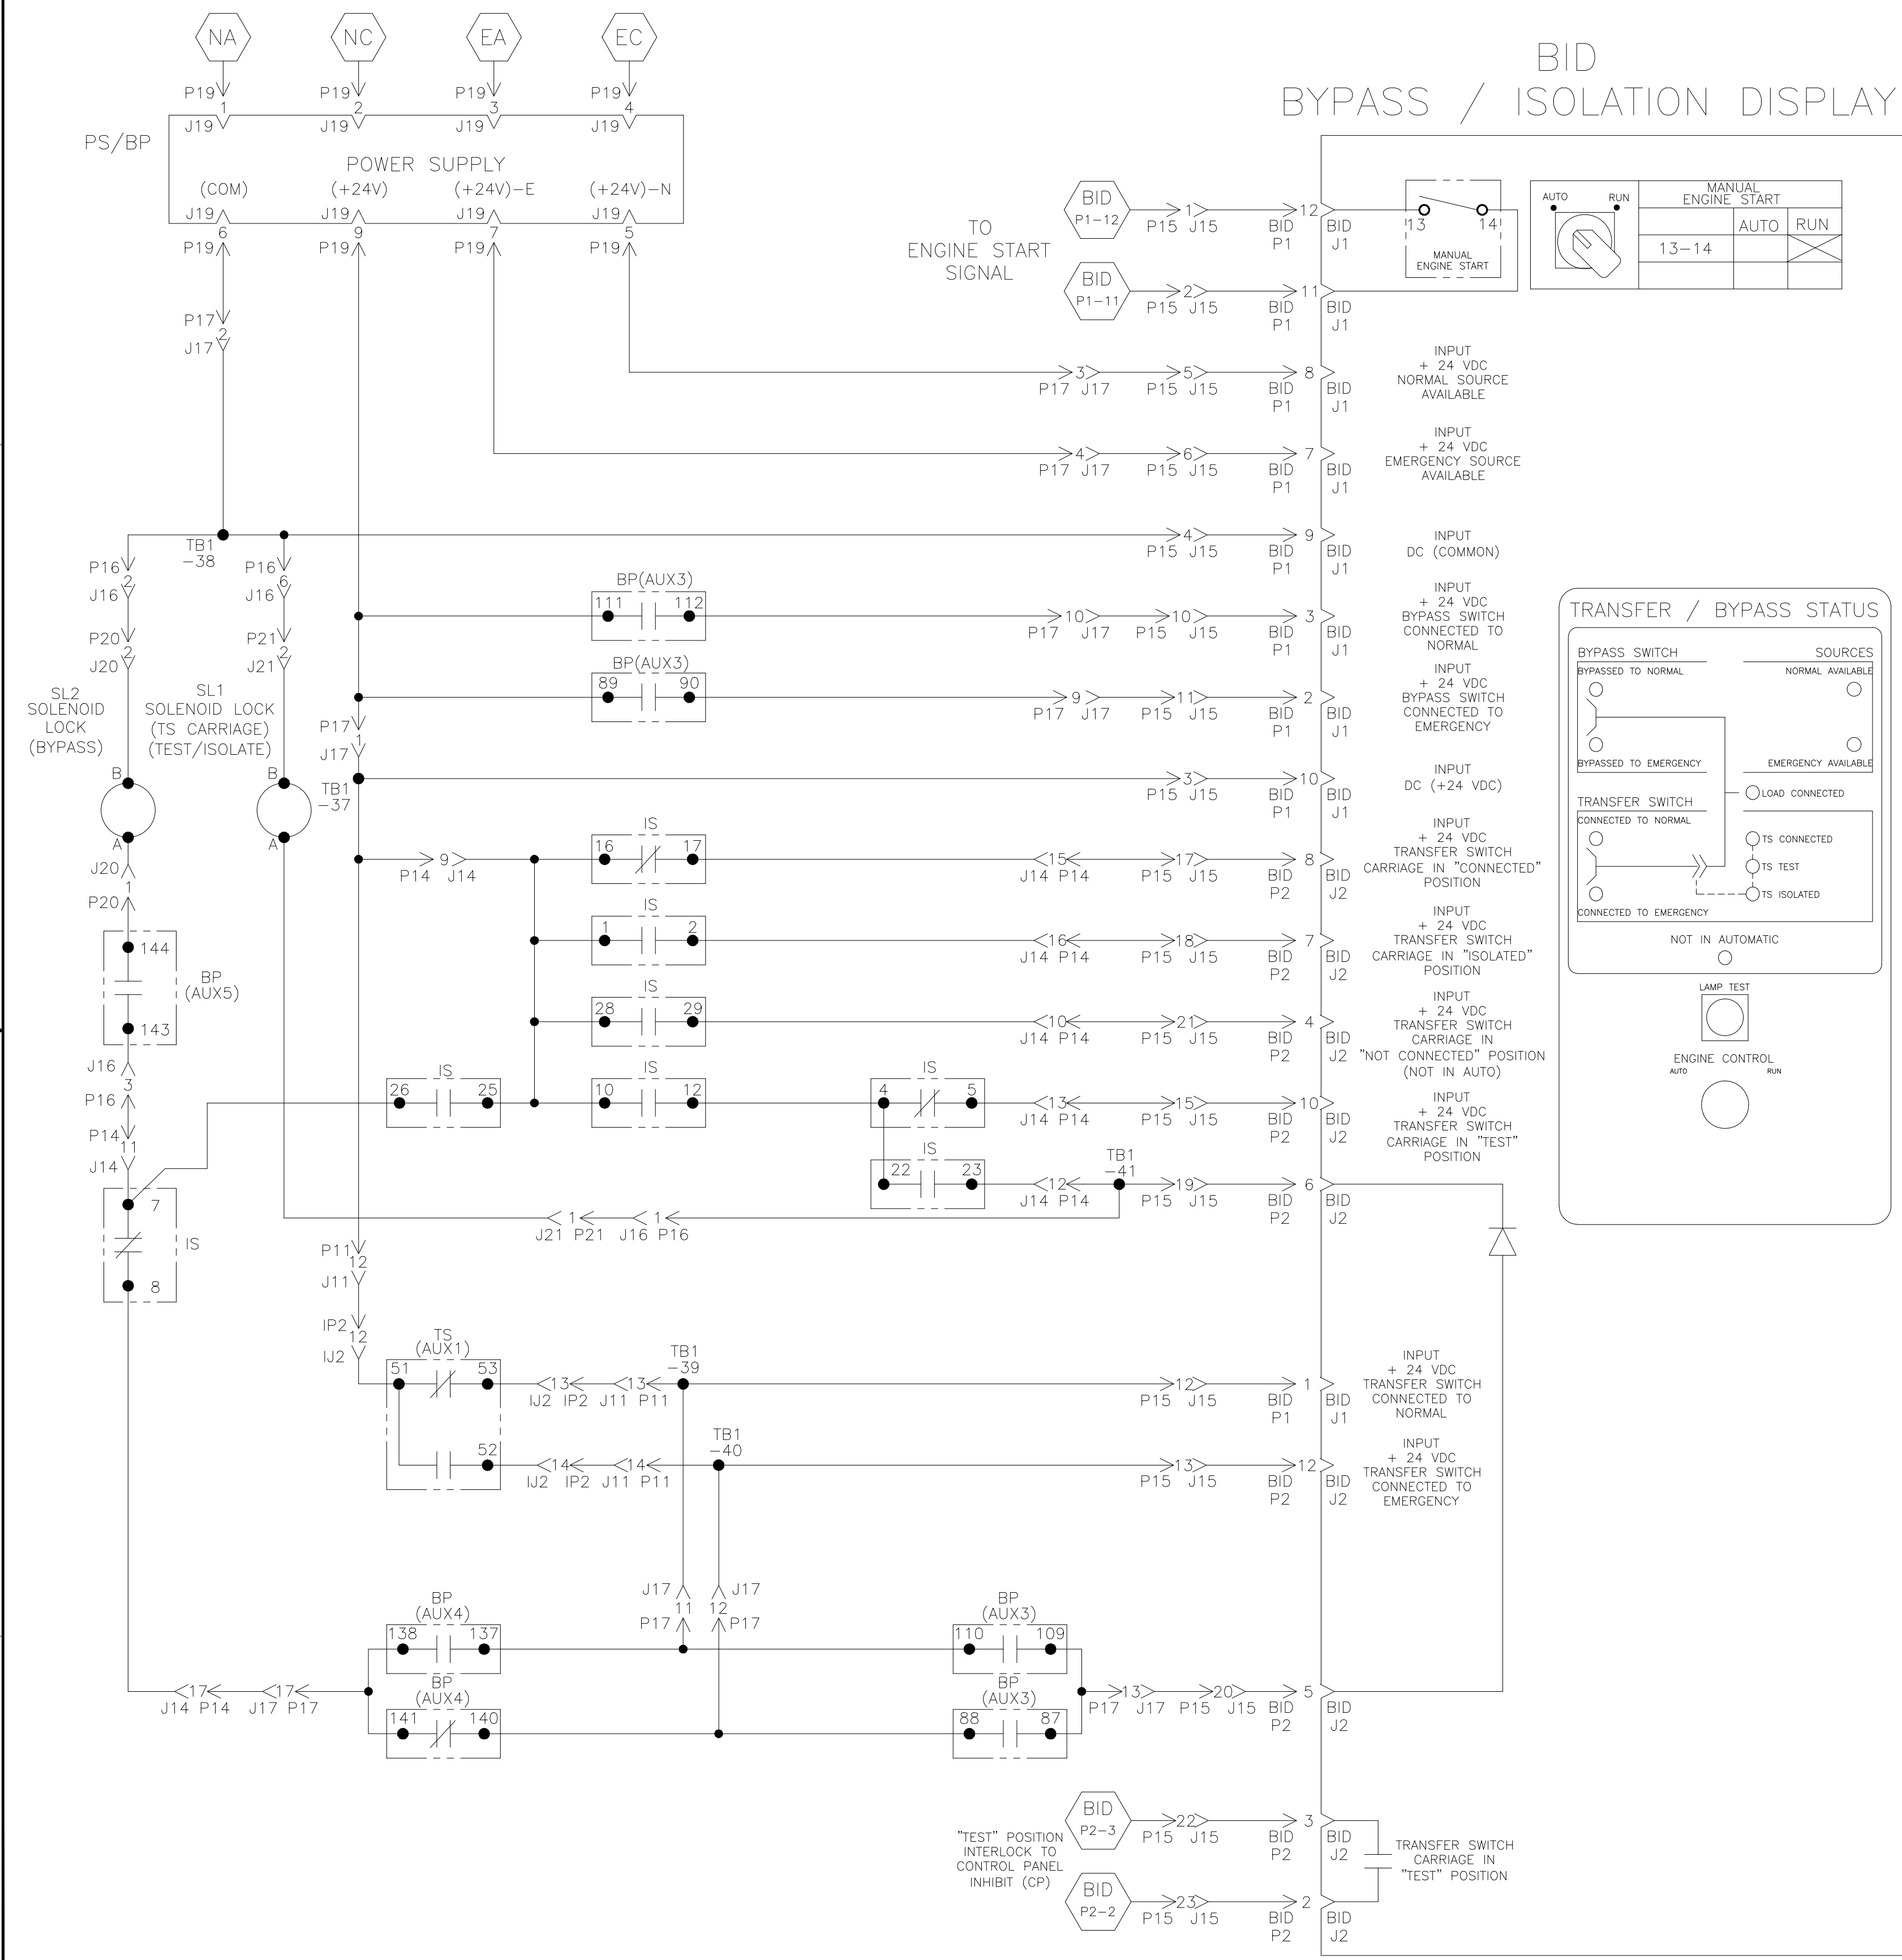 NA
NC
EA
EC
BID
BYPASS / ISOLATION DISPLAY
P19 P19 P19 P19
1 2 3 4
J19 J19 J19 J19
PS/BP
POWER SUPPLY
(COM) (+24V) (+24V)-E (+24V)-N
J19 J19 J19 J19
6 9 7 5
P19 P19 P19 P19
TO
ENGINE START
SIGNAL
BID
P1-12
1
P15 J15
12
BID
P1
BID
J1
13 14
MANUAL
ENGINE START
AUTO RUN
MANUAL
ENGINE START
AUTO RUN
13-14
BID
P1-11
2
P15 J15
11
BID
P1
BID
J1
P17
2
J17
3
P17 J17
5
P15 J15
8
BID
P1
BID
J1
INPUT
+ 24 VDC
NORMAL SOURCE
AVAILABLE
4
P17 J17
6
P15 J15
7
BID
P1
BID
J1
INPUT
+ 24 VDC
EMERGENCY SOURCE
AVAILABLE
TB1
-38
4
P15 J15
9
BID
P1
BID
J1
INPUT
DC (COMMON)
P16
2
J16
P16
6
J16
BP(AUX3)
111 112
10
P17 J17
10
P15 J15
3
BID
P1
BID
J1
INPUT
+ 24 VDC
BYPASS SWITCH
CONNECTED TO
NORMAL
P20
2
J20
P21
2
J21
BP(AUX3)
89 90
9
P17 J17
11
P15 J15
2
BID
P1
BID
J1
INPUT
+ 24 VDC
BYPASS SWITCH
CONNECTED TO
EMERGENCY
SL2
SOLENOID
LOCK
(BYPASS)
SL1
SOLENOID LOCK
(TS CARRIAGE)
(TEST/ISOLATE)
P17
1
J17
B
B
A
A
TB1
-37
3
P15 J15
10
BID
P1
BID
J1
INPUT
DC (+24 VDC)
TRANSFER / BYPASS STATUS
BYPASS SWITCH
SOURCES
BYPASSED TO NORMAL
NORMAL AVAILABLE
BYPASSED TO EMERGENCY
EMERGENCY AVAILABLE
LOAD CONNECTED
TRANSFER SWITCH
CONNECTED TO NORMAL
TS CONNECTED
TS TEST
TS ISOLATED
CONNECTED TO EMERGENCY
NOT IN AUTOMATIC
LAMP TEST
ENGINE CONTROL
AUTO RUN
J20
1
P20
9
P14 J14
IS
16 17
15
J14 P14
17
P15 J15
8
BID
P2
BID
J2
INPUT
+ 24 VDC
TRANSFER SWITCH
CARRIAGE IN "CONNECTED"
POSITION
144
BP
(AUX5)
143
IS
1 2
16
J14 P14
18
P15 J15
7
BID
P2
BID
J2
INPUT
+ 24 VDC
TRANSFER SWITCH
CARRIAGE IN "ISOLATED"
POSITION
IS
28 29
10
J14 P14
21
P15 J15
4
BID
P2
BID
J2
INPUT
+ 24 VDC
TRANSFER SWITCH
CARRIAGE IN
"NOT CONNECTED" POSITION
(NOT IN AUTO)
J16
3
P16
IS
26 25
IS
10 12
IS
4 5
13
J14 P14
15
P15 J15
10
BID
P2
BID
J2
INPUT
+ 24 VDC
TRANSFER SWITCH
CARRIAGE IN "TEST"
POSITION
P14
11
J14
IS
22 23
12
J14 P14
TB1
-41
19
P15 J15
6
BID
P2
BID
J2
7
IS
8
1
J21 P21
1
J16 P16
P11
12
J11
IP2
12
IJ2
TS
(AUX1)
51 53
13
IJ2 IP2
13
J11 P11
TB1
-39
12
P15 J15
1
BID
P1
BID
J1
INPUT
+ 24 VDC
TRANSFER SWITCH
CONNECTED TO
NORMAL
52
14
IJ2 IP2
14
J11 P11
TB1
-40
13
P15 J15
12
BID
P2
BID
J2
INPUT
+ 24 VDC
TRANSFER SWITCH
CONNECTED TO
EMERGENCY
J17
11
P17
J17
12
P17
BP
(AUX4)
138 137
BP
(AUX3)
110 109
17
J14 P14
17
J17 P17
BP
(AUX4)
141 140
BP
(AUX3)
88 87
13
P17 J17
20
P15 J15
5
BID
P2
BID
J2
"TEST" POSITION
INTERLOCK TO
CONTROL PANEL
INHIBIT (CP)
BID
P2-3
22
P15 J15
3
BID
P2
BID
J2
TRANSFER SWITCH
CARRIAGE IN
"TEST" POSITION
BID
P2-2
23
P15 J15
2
BID
P2
BID
J2